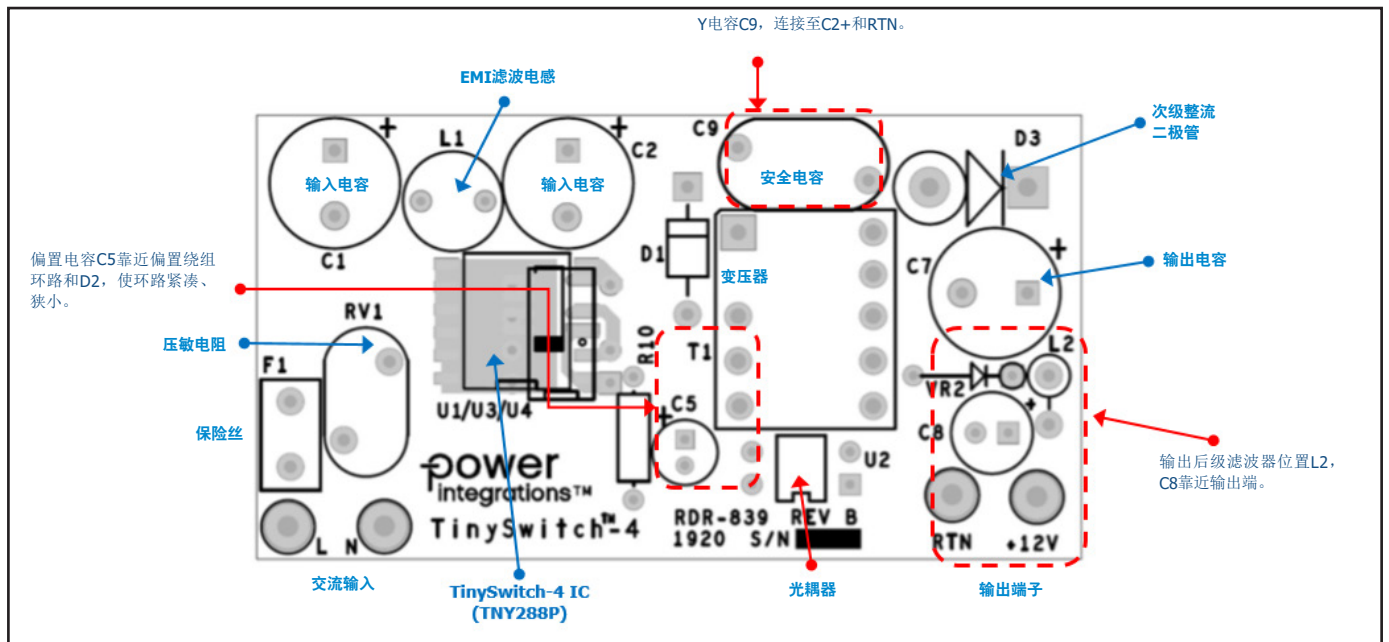 Y电容C9，连接至C2+和RTN。
EMI滤波电感
次级整流
二极管
C9
D3
L1
C2
输入电容
输入电容
安全电容
偏置电容C5靠近偏置绕组
环路和D2，使环路紧凑、
狭小。
C1
D1
变压器
C7
输出电容
RV1
压敏电阻
F1
R10
T1
L2
VR2
C5
U1/U3/U4
保险丝
C8
U2
power
integrations™
TinySwitch™-4
RDR-839 REV B
1920 S/N
输出后级滤波器位置L2，
C8靠近输出端。
L N
RTN +12V
交流输入
TinySwitch-4 IC
(TNY288P)
光耦器
输出端子